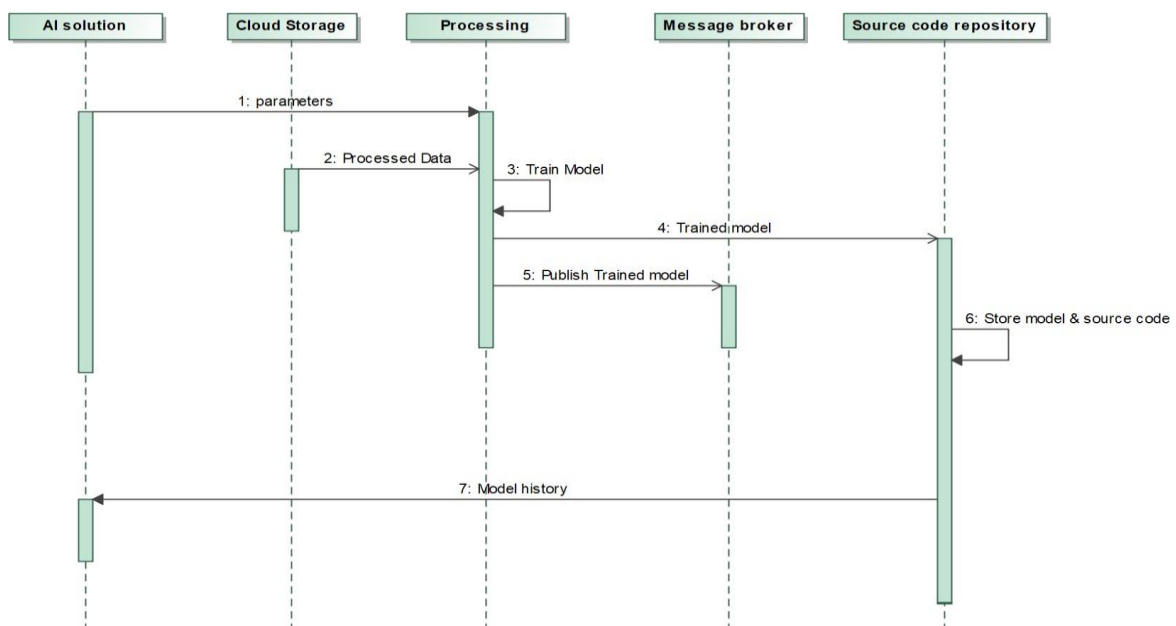 AI solution
Cloud Storage
Processing
Message broker
Source code repository
1: parameters
2: Processed Data
3: Train Model
4: Trained model
5: Publish Trained model
6: Store model & source code
7: Model history